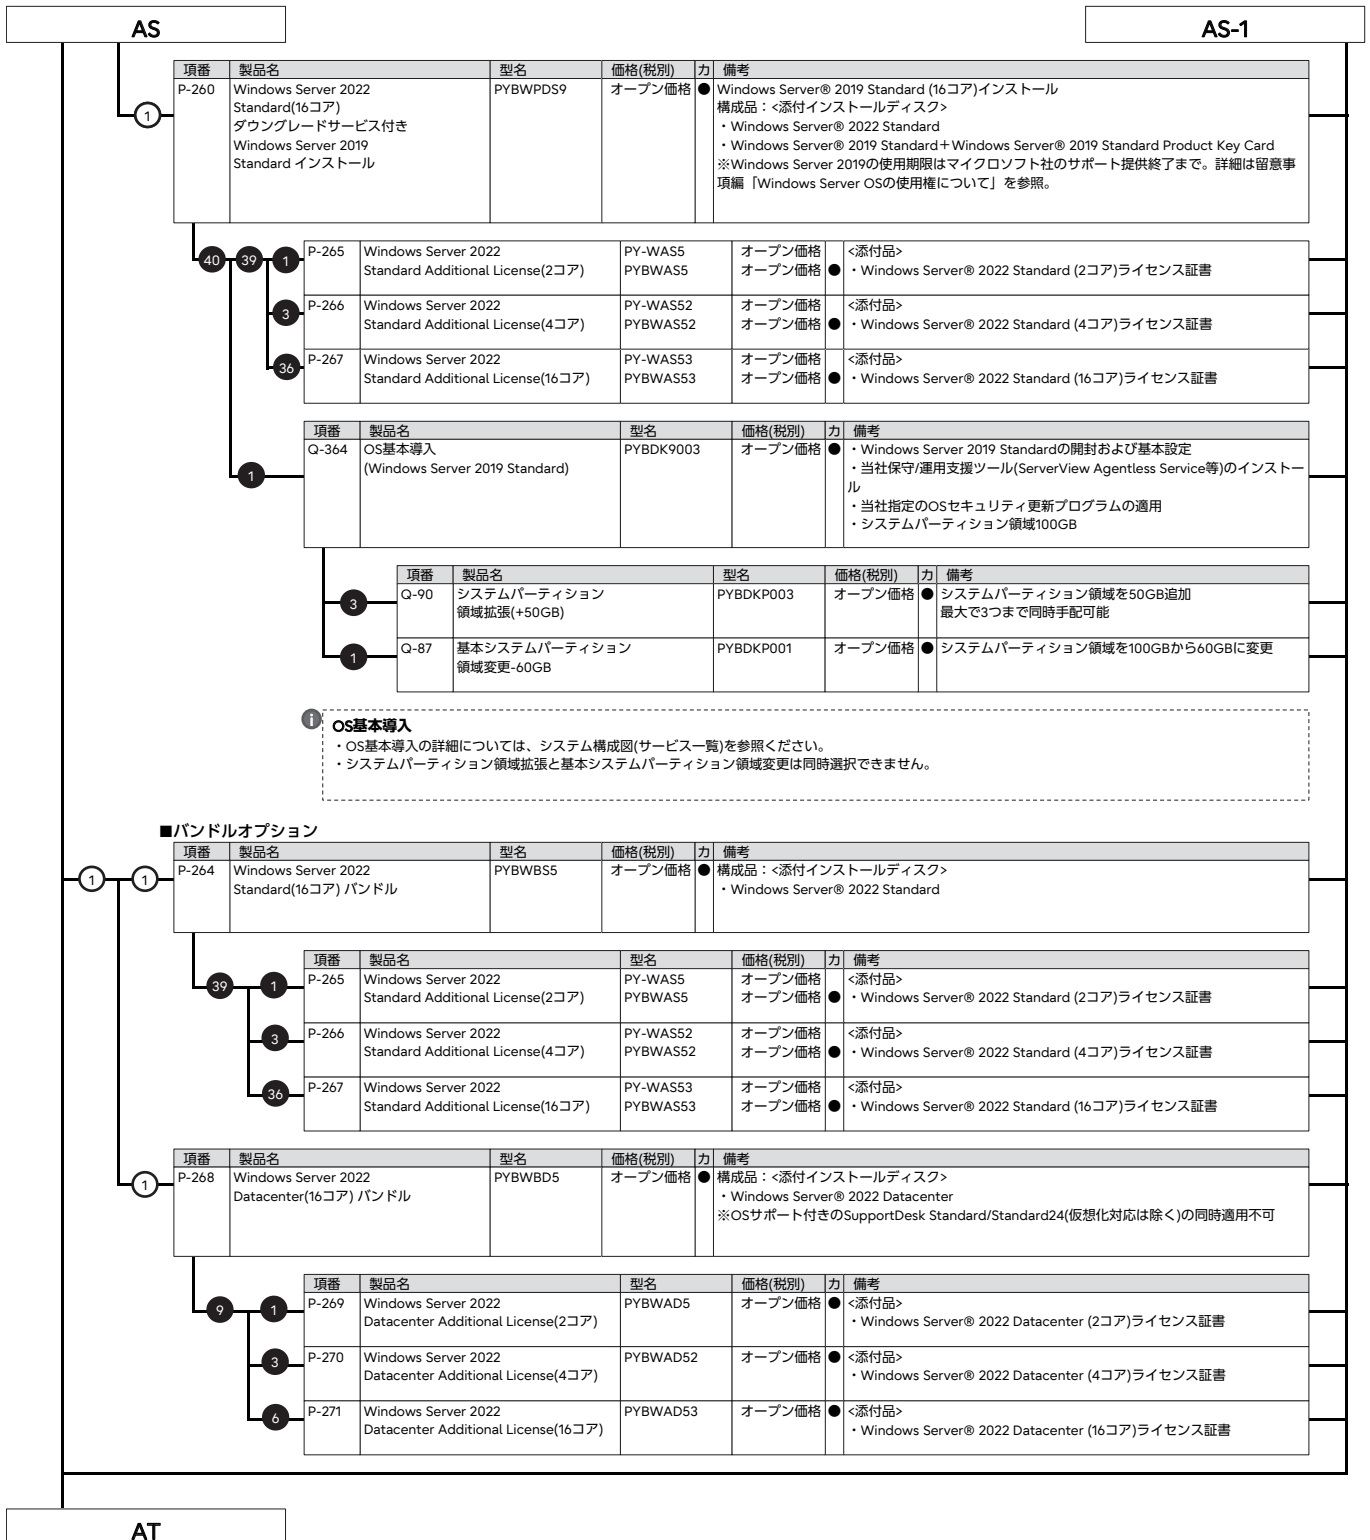 AS
AS-1
項番 製品名 型名 価格(税別) カ 備考
P-260 Windows Server 2022 PYBWPDS9 オープン価格 ● Windows Server® 2019 Standard (16コア)インストール
Standard(16コア) 構成品：<添付インストールディスク>
ダウングレードサービス付き ・Windows Server® 2022 Standard
Windows Server 2019 ・Windows Server® 2019 Standard＋Windows Server® 2019 Standard Product Key Card
Standard インストール ※Windows Server 2019の使用期限はマイクロソフト社のサポート提供終了まで。詳細は留意事
項編「Windows Server OSの使用権について」を参照。
1
40 39 1 P-265 Windows Server 2022 PY-WAS5 オープン価格 <添付品>
Standard Additional License(2コア) PYBWAS5 オープン価格 ● ・Windows Server® 2022 Standard (2コア)ライセンス証書
3 P-266 Windows Server 2022 PY-WAS52 オープン価格 <添付品>
Standard Additional License(4コア) PYBWAS52 オープン価格 ● ・Windows Server® 2022 Standard (4コア)ライセンス証書
36 P-267 Windows Server 2022 PY-WAS53 オープン価格 <添付品>
Standard Additional License(16コア) PYBWAS53 オープン価格 ● ・Windows Server® 2022 Standard (16コア)ライセンス証書
項番 製品名 型名 価格(税別) カ 備考
Q-364 OS基本導入 PYBDK9003 オープン価格 ● ・Windows Server 2019 Standardの開封および基本設定
(Windows Server 2019 Standard) ・当社保守/運用支援ツール(ServerView Agentless Service等)のインストー
ル
1
・当社指定のOSセキュリティ更新プログラムの適用
・システムパーティション領域100GB
項番 製品名 型名 価格(税別) カ 備考
3 Q-90 システムパーティション PYBDKP003 オープン価格 ● システムパーティション領域を50GB追加
領域拡張(+50GB) 最大で3つまで同時手配可能
1 Q-87 基本システムパーティション PYBDKP001 オープン価格 ● システムパーティション領域を100GBから60GBに変更
領域変更-60GB
i OS基本導入
・OS基本導入の詳細については、システム構成図(サービス一覧)を参照ください。
・システムパーティション領域拡張と基本システムパーティション領域変更は同時選択できません。
■バンドルオプション
項番 製品名 型名 価格(税別) カ 備考
1 1 P-264 Windows Server 2022 PYBWBS5 オープン価格 ● 構成品：<添付インストールディスク>
Standard(16コア) バンドル ・Windows Server® 2022 Standard
項番 製品名 型名 価格(税別) カ 備考
39 1 P-265 Windows Server 2022 PY-WAS5 オープン価格 <添付品>
Standard Additional License(2コア) PYBWAS5 オープン価格 ● ・Windows Server® 2022 Standard (2コア)ライセンス証書
3 P-266 Windows Server 2022 PY-WAS52 オープン価格 <添付品>
Standard Additional License(4コア) PYBWAS52 オープン価格 ● ・Windows Server® 2022 Standard (4コア)ライセンス証書
36 P-267 Windows Server 2022 PY-WAS53 オープン価格 <添付品>
Standard Additional License(16コア) PYBWAS53 オープン価格 ● ・Windows Server® 2022 Standard (16コア)ライセンス証書
項番 製品名 型名 価格(税別) カ 備考
1 P-268 Windows Server 2022 PYBWBD5 オープン価格 ● 構成品：<添付インストールディスク>
Datacenter(16コア) バンドル ・Windows Server® 2022 Datacenter
※OSサポート付きのSupportDesk Standard/Standard24(仮想化対応は除く)の同時適用不可
項番 製品名 型名 価格(税別) カ 備考
9 1 P-269 Windows Server 2022 PYBWAD5 オープン価格 ● <添付品>
Datacenter Additional License(2コア) ・Windows Server® 2022 Datacenter (2コア)ライセンス証書
3 P-270 Windows Server 2022 PYBWAD52 オープン価格 ● <添付品>
Datacenter Additional License(4コア) ・Windows Server® 2022 Datacenter (4コア)ライセンス証書
6 P-271 Windows Server 2022 PYBWAD53 オープン価格 ● <添付品>
Datacenter Additional License(16コア) ・Windows Server® 2022 Datacenter (16コア)ライセンス証書
AT